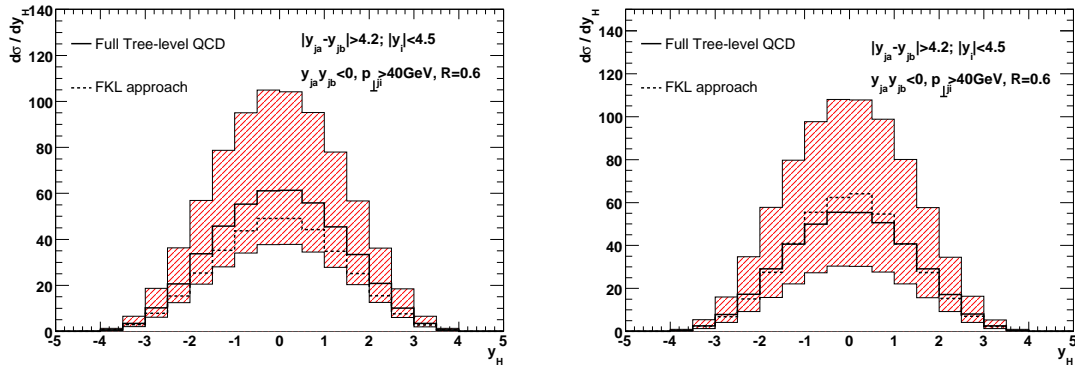 dσ / dy_H
140
120
100
80
60
40
20
0
Full Tree-level QCD
FKL approach
|y_ja-y_jb|>4.2; |y_i|<4.5
y_ja y_jb<0, p_⊥ji>40GeV, R=0.6
-5 -4 -3 -2 -1 0 1 2 3 4 5
y_H
dσ / dy_H
140
120
100
80
60
40
20
0
Full Tree-level QCD
FKL approach
|y_ja-y_jb|>4.2; |y_i|<4.5
y_ja y_jb<0, p_⊥ji>40GeV, R=0.6
-5 -4 -3 -2 -1 0 1 2 3 4 5
y_H